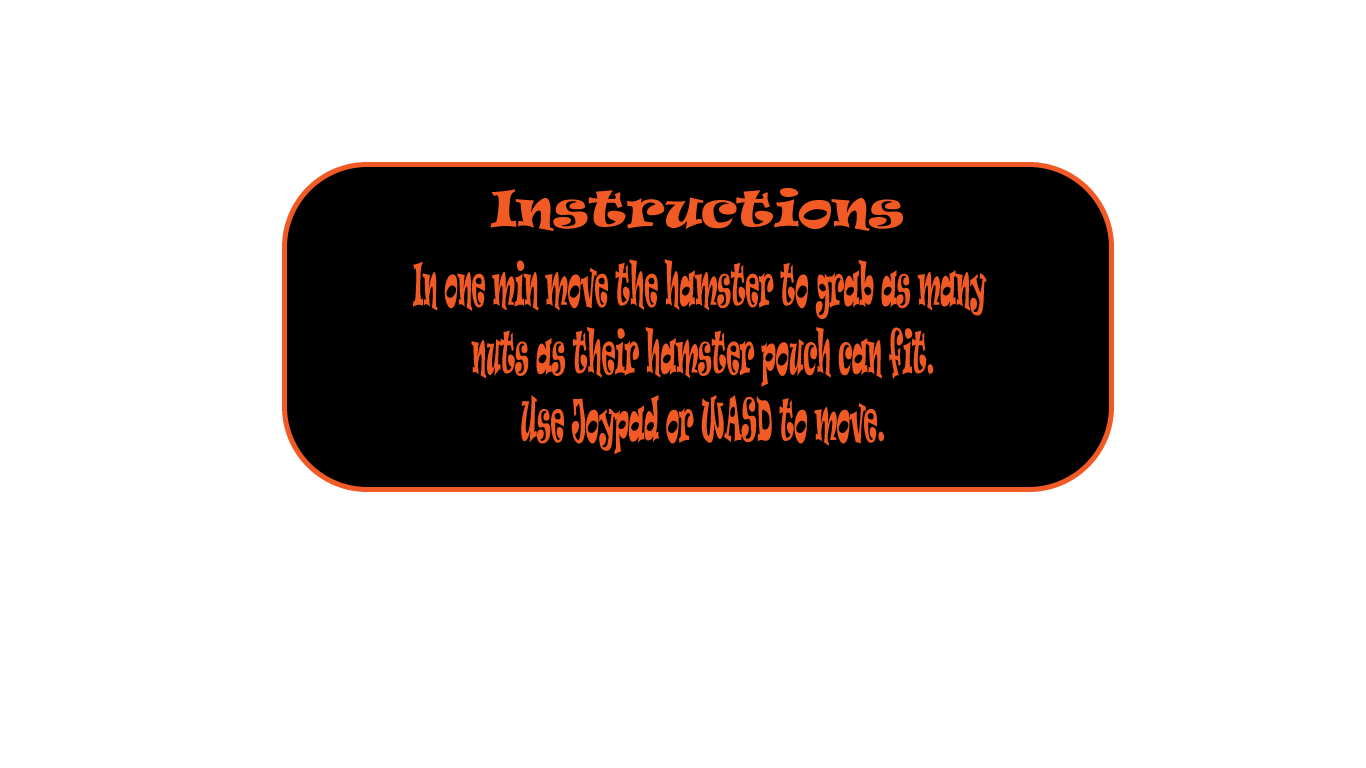 Instructions
In one min move the hamster to grab as many
nuts as their hamster pouch can fit.
Use Joypad or WASD to move.